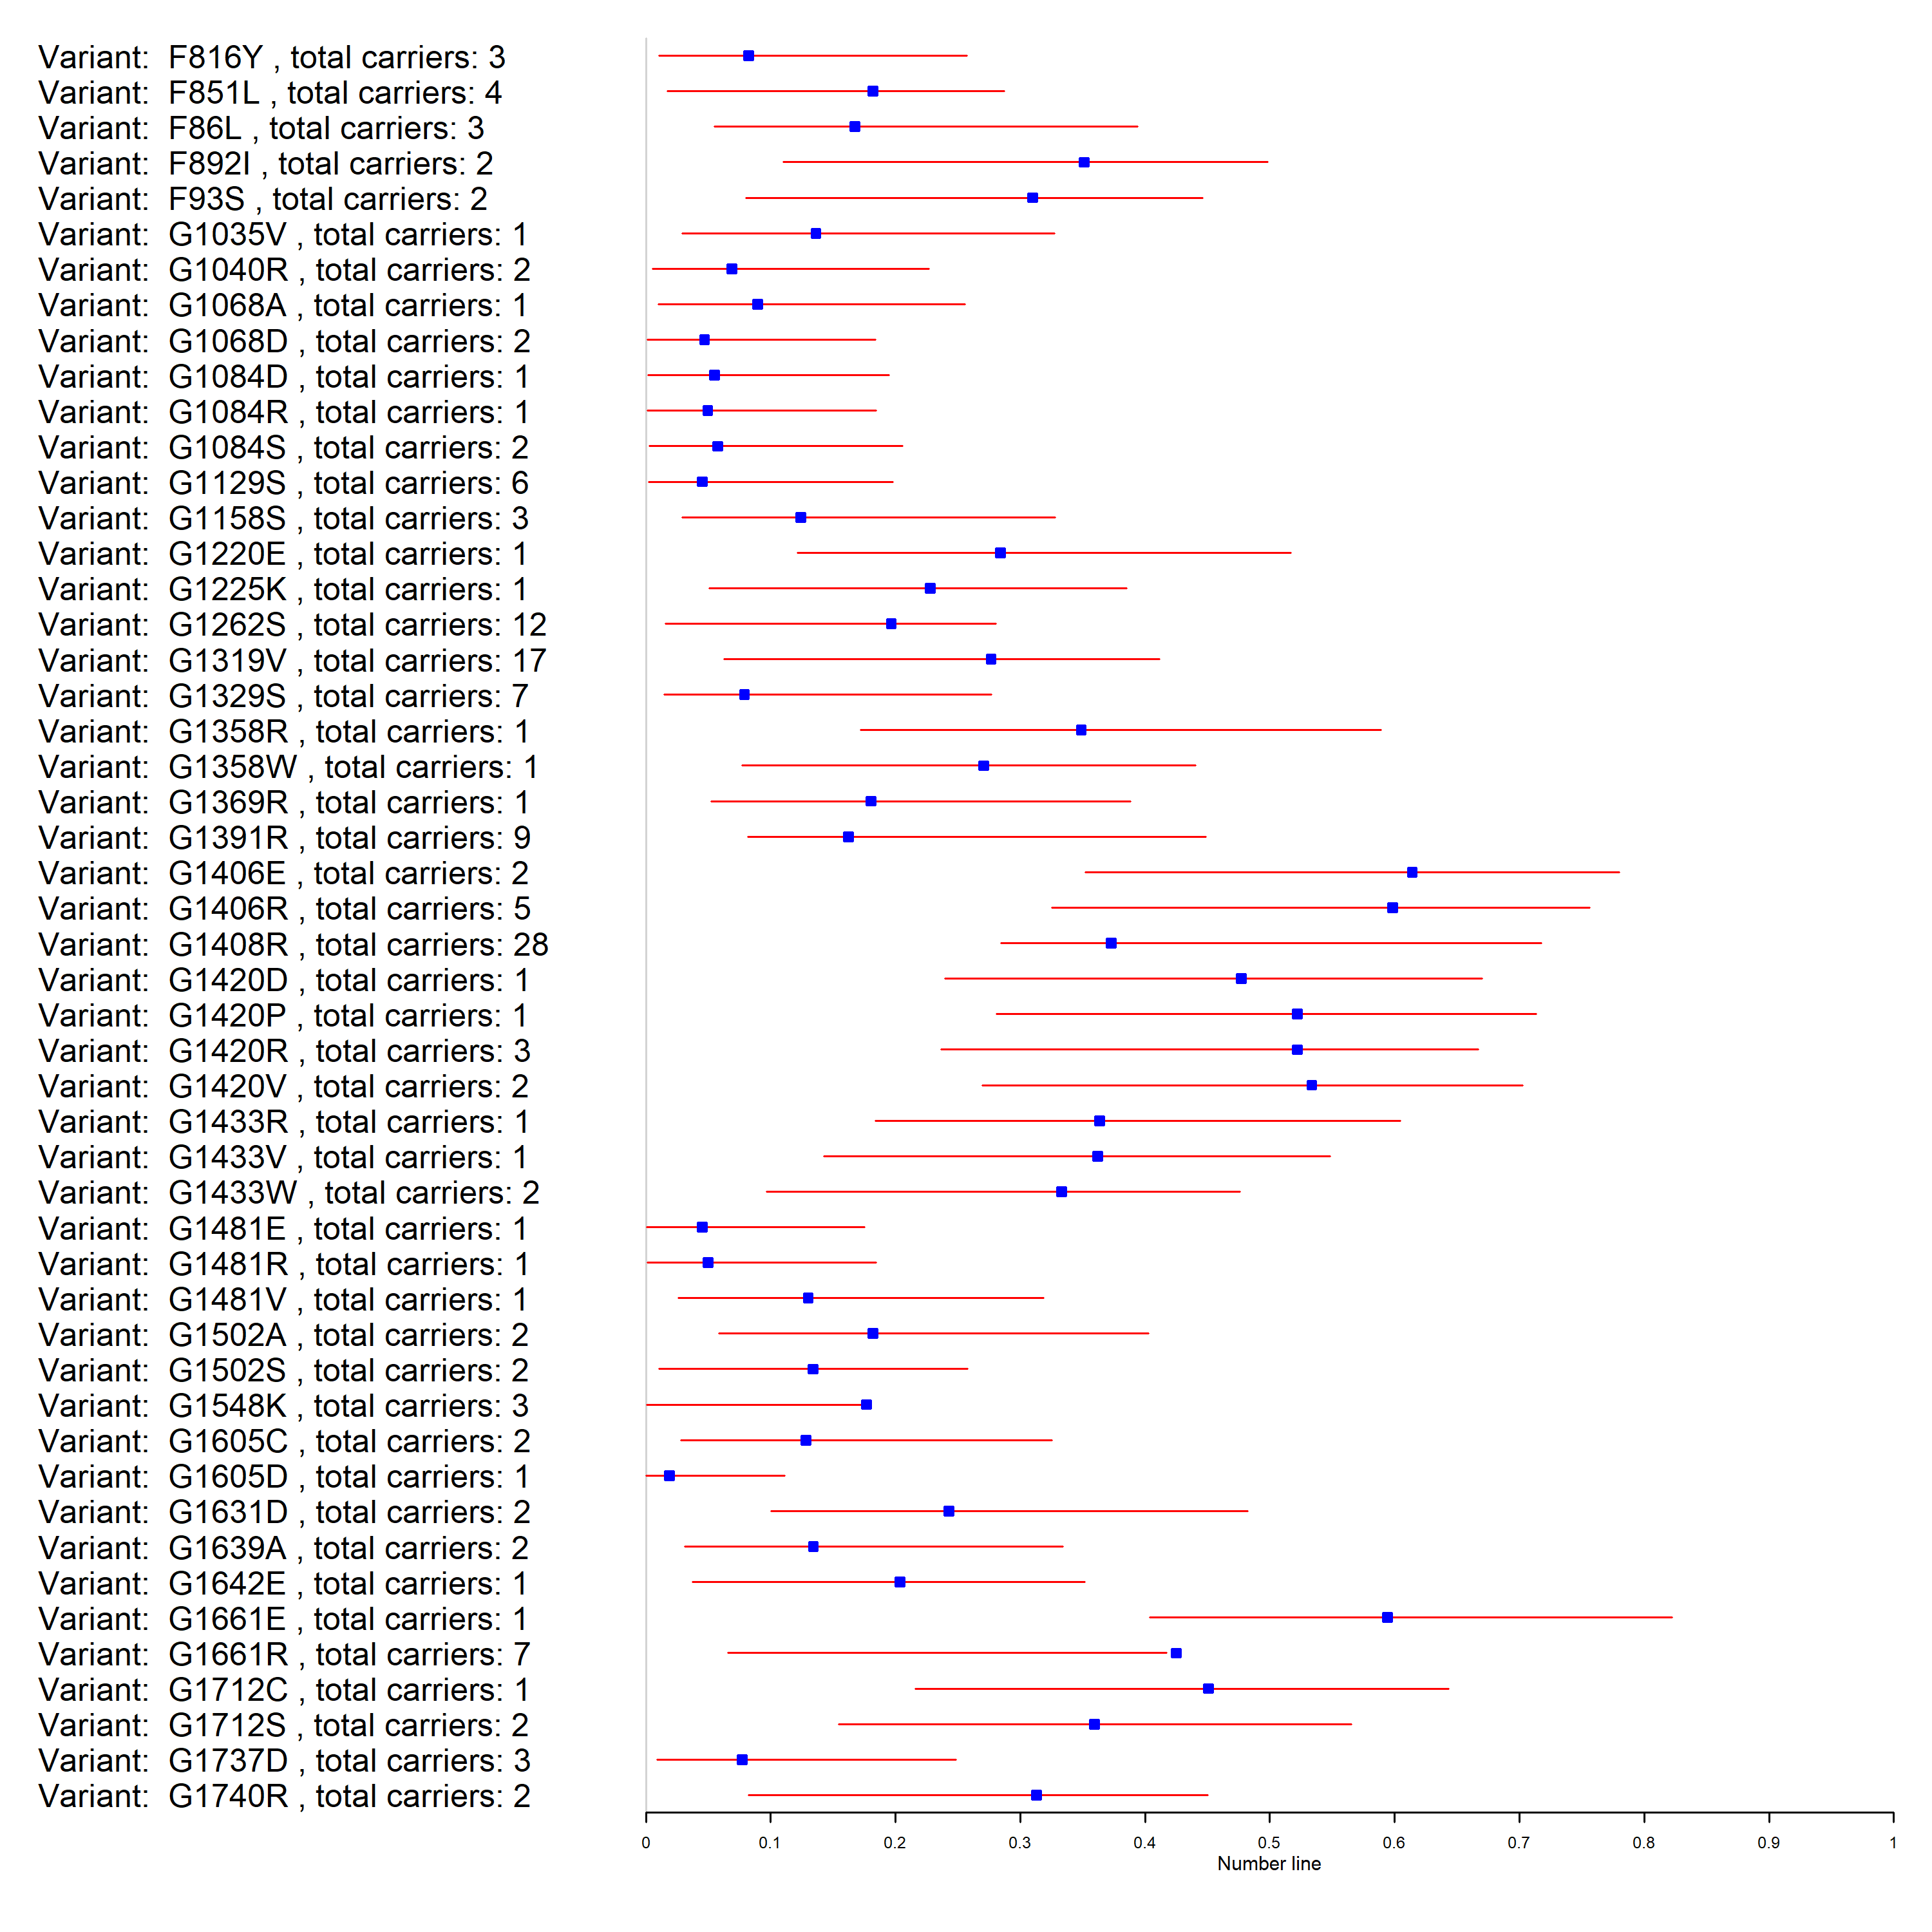 Variant: F816Y , total carriers: 3
Variant: F851L , total carriers: 4
Variant: F86L , total carriers: 3
Variant: F892I , total carriers: 2
Variant: F93S , total carriers: 2
Variant: G1035V , total carriers: 1
Variant: G1040R , total carriers: 2
Variant: G1068A , total carriers: 1
Variant: G1068D , total carriers: 2
Variant: G1084D , total carriers: 1
Variant: G1084R , total carriers: 1
Variant: G1084S , total carriers: 2
Variant: G1129S , total carriers: 6
Variant: G1158S , total carriers: 3
Variant: G1220E , total carriers: 1
Variant: G1225K , total carriers: 1
Variant: G1262S , total carriers: 12
Variant: G1319V , total carriers: 17
Variant: G1329S , total carriers: 7
Variant: G1358R , total carriers: 1
Variant: G1358W , total carriers: 1
Variant: G1369R , total carriers: 1
Variant: G1391R , total carriers: 9
Variant: G1406E , total carriers: 2
Variant: G1406R , total carriers: 5
Variant: G1408R , total carriers: 28
Variant: G1420D , total carriers: 1
Variant: G1420P , total carriers: 1
Variant: G1420R , total carriers: 3
Variant: G1420V , total carriers: 2
Variant: G1433R , total carriers: 1
Variant: G1433V , total carriers: 1
Variant: G1433W , total carriers: 2
Variant: G1481E , total carriers: 1
Variant: G1481R , total carriers: 1
Variant: G1481V , total carriers: 1
Variant: G1502A , total carriers: 2
Variant: G1502S , total carriers: 2
Variant: G1548K , total carriers: 3
Variant: G1605C , total carriers: 2
Variant: G1605D , total carriers: 1
Variant: G1631D , total carriers: 2
Variant: G1639A , total carriers: 2
Variant: G1642E , total carriers: 1
Variant: G1661E , total carriers: 1
Variant: G1661R , total carriers: 7
Variant: G1712C , total carriers: 1
Variant: G1712S , total carriers: 2
Variant: G1737D , total carriers: 3
Variant: G1740R , total carriers: 2
0 0.1 0.2 0.3 0.4 0.5 0.6 0.7 0.8 0.9 1
Number line